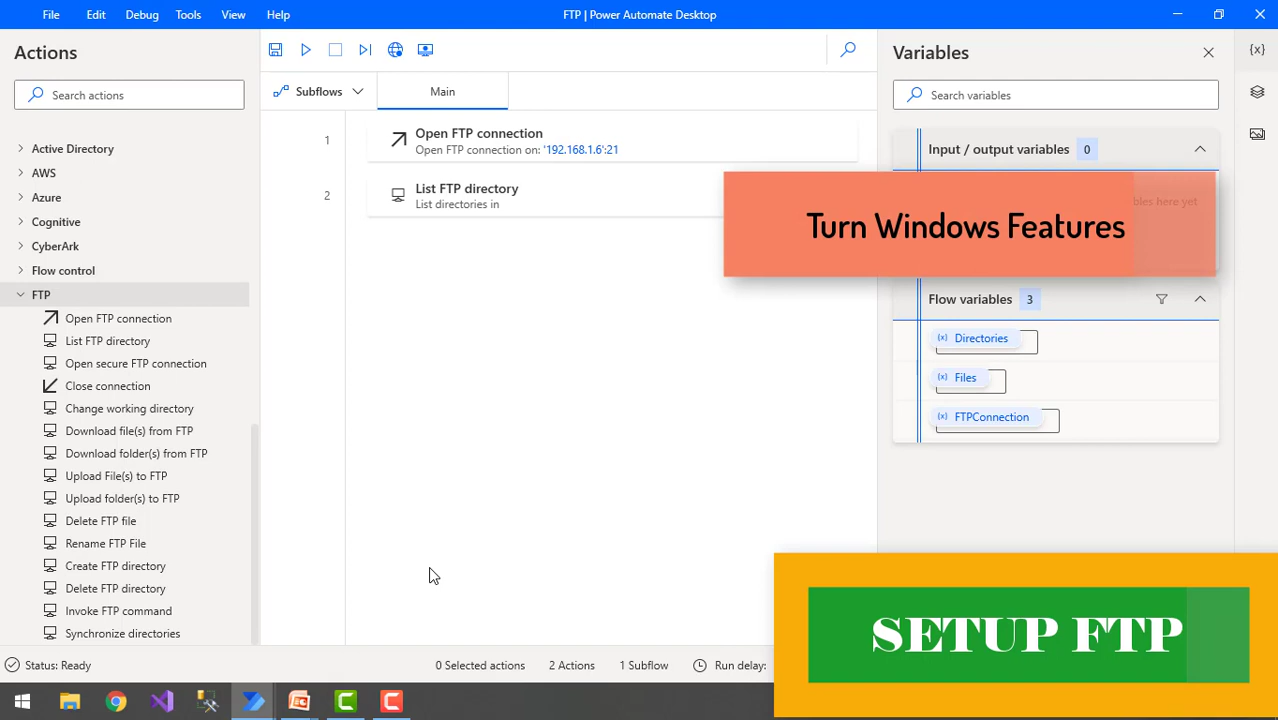 File Edit Debug Tools View Help
FTP | Power Automate Desktop
Actions
Search actions
Active Directory
AWS
Azure
Cognitive
CyberArk
Flow control
FTP
Open FTP connection
List FTP directory
Open secure FTP connection
Close connection
Change working directory
Download file(s) from FTP
Download folder(s) from FTP
Upload File(s) to FTP
Upload folder(s) to FTP
Delete FTP file
Rename FTP File
Create FTP directory
Delete FTP directory
Invoke FTP command
Synchronize directories
Subflows
Main
1
Open FTP connection
Open FTP connection on: '192.168.1.6':21
2
List FTP directory
List directories in
Variables
{x}
Search variables
Input / output variables 0
bles here yet
Turn Windows Features
Flow variables 3
{x} Directories
{x} Files
{x} FTPConnection
SETUP FTP
Status: Ready
0 Selected actions
2 Actions
1 Subflow
Run delay: